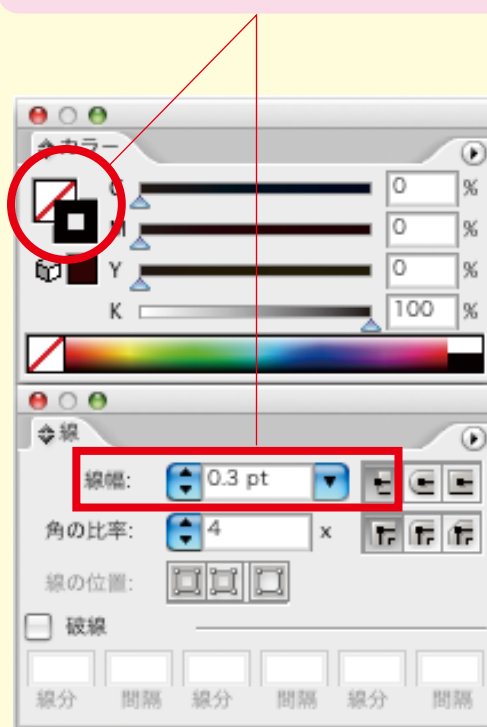 カラー
C 0 %
M 0 %
Y 0 %
K 100 %
線
線幅: 0.3 pt
角の比率: 4 x
線の位置:
破線
線分 間隔 線分 間隔 線分 間隔